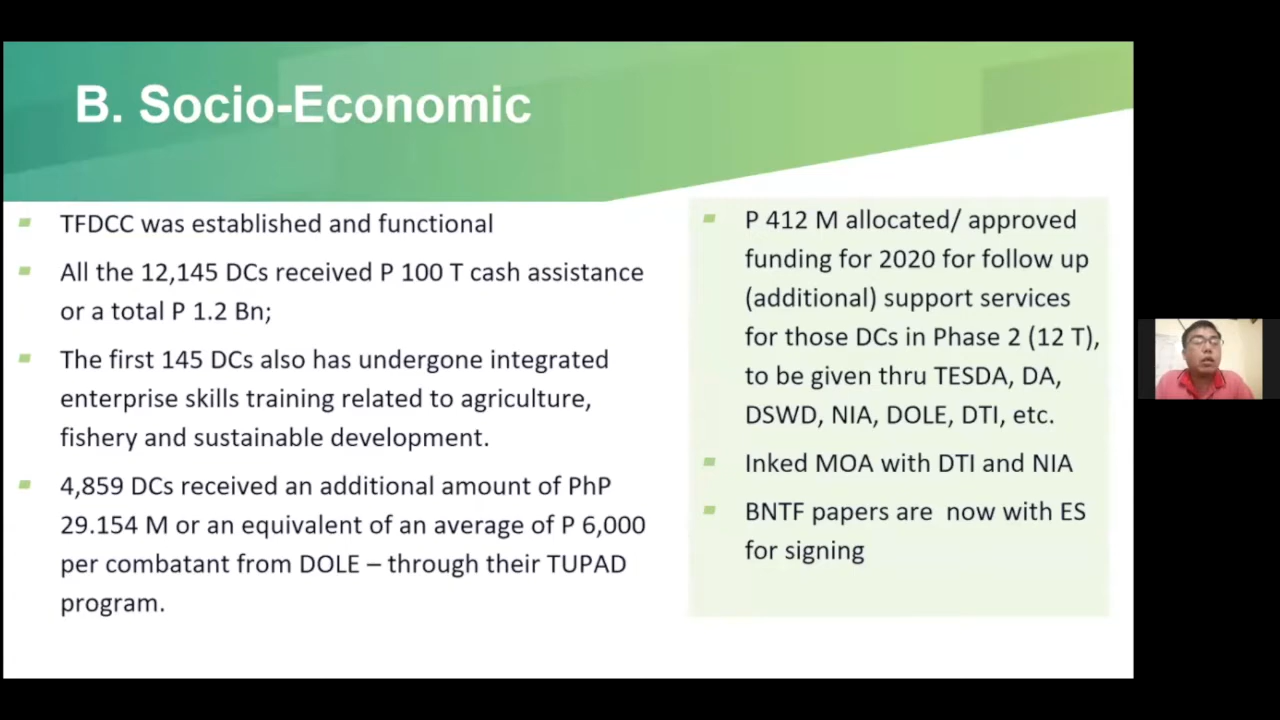 B. Socio-Economic
TFDCC was established and functional
All the 12,145 DCs received P 100 T cash assistance
or a total P 1.2 Bn;
The first 145 DCs also has undergone integrated
enterprise skills training related to agriculture,
fishery and sustainable development.
4,859 DCs received an additional amount of PhP
29.154 M or an equivalent of an average of P 6,000
per combatant from DOLE – through their TUPAD
program.
P 412 M allocated/ approved
funding for 2020 for follow up
(additional) support services
for those DCs in Phase 2 (12 T),
to be given thru TESDA, DA,
DSWD, NIA, DOLE, DTI, etc.
Inked MOA with DTI and NIA
BNTF papers are now with ES
for signing